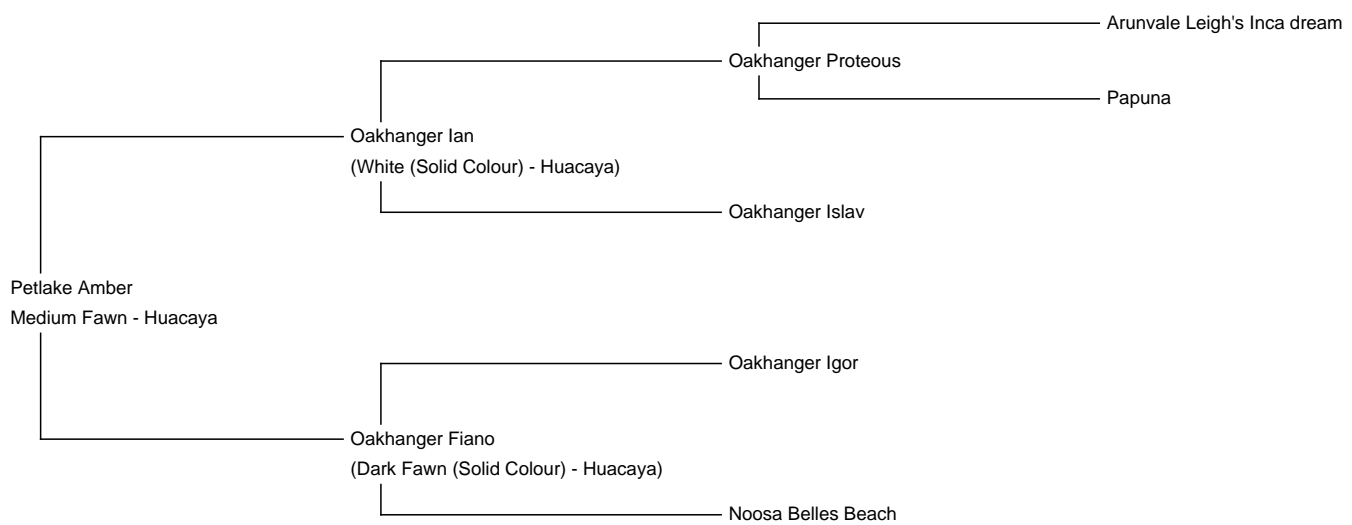 Arunvale Leigh's Inca dream
Oakhanger Proteous
Papuna
Oakhanger Ian
(White (Solid Colour) - Huacaya)
Oakhanger Islav
Petlake Amber
Medium Fawn - Huacaya
Oakhanger Igor
Oakhanger Fiano
(Dark Fawn (Solid Colour) - Huacaya)
Noosa Belles Beach